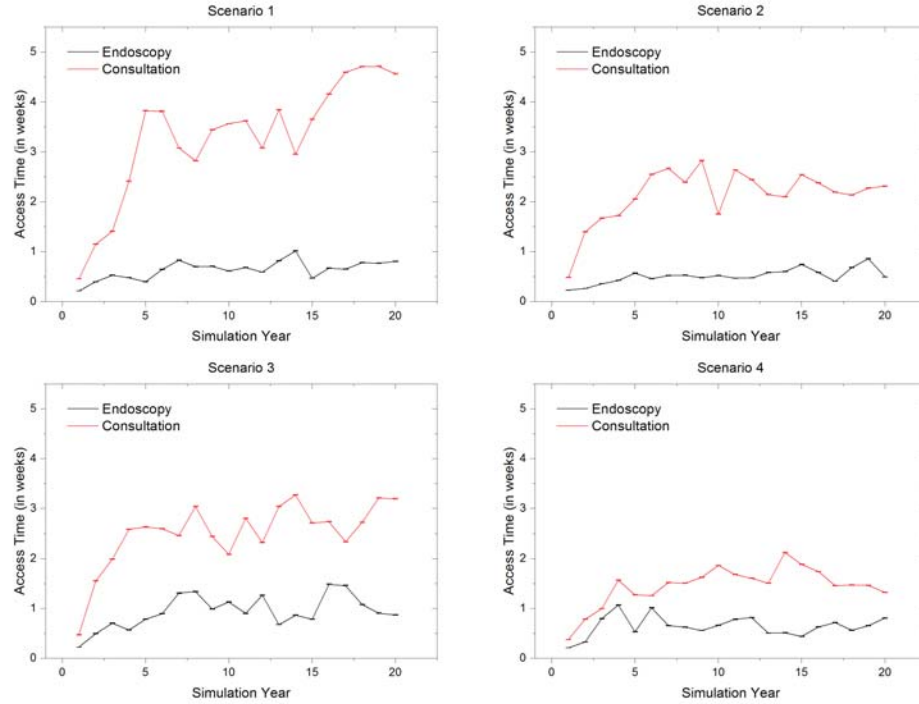 Scenario 1
Endoscopy
Consultation
Access Time (in weeks)
5
4
3
2
1
0
0 5 10 15 20
Simulation Year
Scenario 2
Endoscopy
Consultation
Access Time (in weeks)
5
4
3
2
1
0
0 5 10 15 20
Simulation Year
Scenario 3
Endoscopy
Consultation
Access Time (in weeks)
5
4
3
2
1
0
0 5 10 15 20
Simulation Year
Scenario 4
Endoscopy
Consultation
Access Time (in weeks)
5
4
3
2
1
0
0 5 10 15 20
Simulation Year